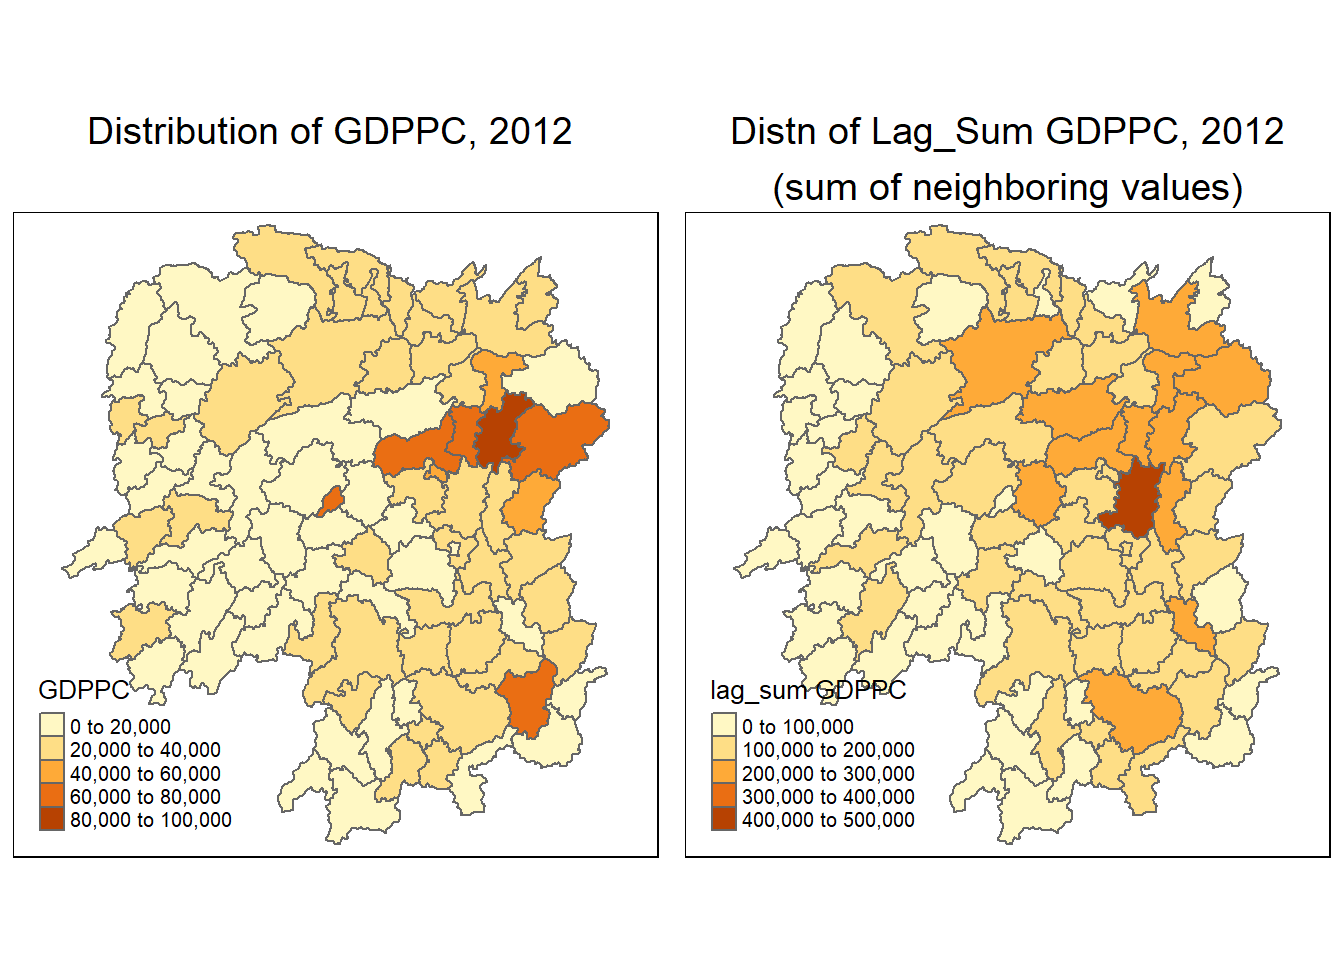 Distribution of GDPPC, 2012
GDPPC
0 to 20,000
20,000 to 40,000
40,000 to 60,000
60,000 to 80,000
80,000 to 100,000
Distn of Lag_Sum GDPPC, 2012
(sum of neighboring values)
lag_sum GDPPC
0 to 100,000
100,000 to 200,000
200,000 to 300,000
300,000 to 400,000
400,000 to 500,000